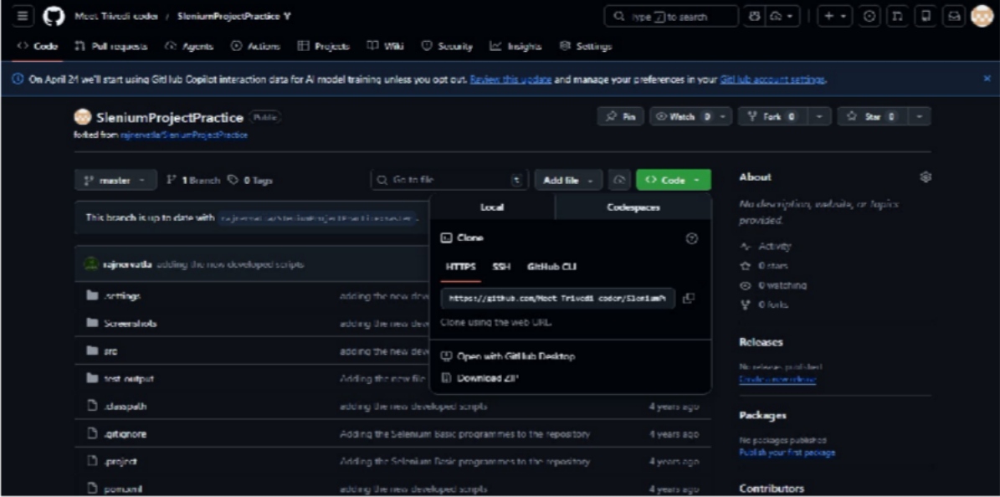 Meet Trivedi coder / SleniumProjectPractice
Type / to search
Code Pull requests Agents Actions Projects Wiki Security Insights Settings
On April 24 we'll start using GitHub Copilot interaction data for AI model training unless you opt out. Review this update and manage your preferences in your GitHub account settings.
SleniumProjectPractice Public
forked from rajnervatla/SleniumProjectPractice
Pin Watch 0 Fork 0 Star 0
master 1 Branch 0 Tags
Go to file t Add file Code
This branch is up to date with rajnervatla/SleniumProjectPractice:master.
rajnervatla adding the new developed scripts
.settings adding the new dev
Screenshots adding the new dev
src adding the new dev
test output Adding the new file
.classpath adding the new developed scripts 4 years ago
.gitignore Adding the Selenium Basic programmes to the repository 4 years ago
.project Adding the Selenium Basic programmes to the repository 4 years ago
pom.xml adding the new developed scripts 4 years ago
Local Codespaces
Clone
HTTPS SSH GitHub CLI
https://github.com/Meet Trivedi coder/Slenium
Clone using the web URL.
Open with GitHub Desktop
Download ZIP
About
No description, website, or topics
provided.
Activity
0 stars
0 watching
0 forks
Releases
No releases published
Create a new release
Packages
No packages published
Publish your first package
Contributors